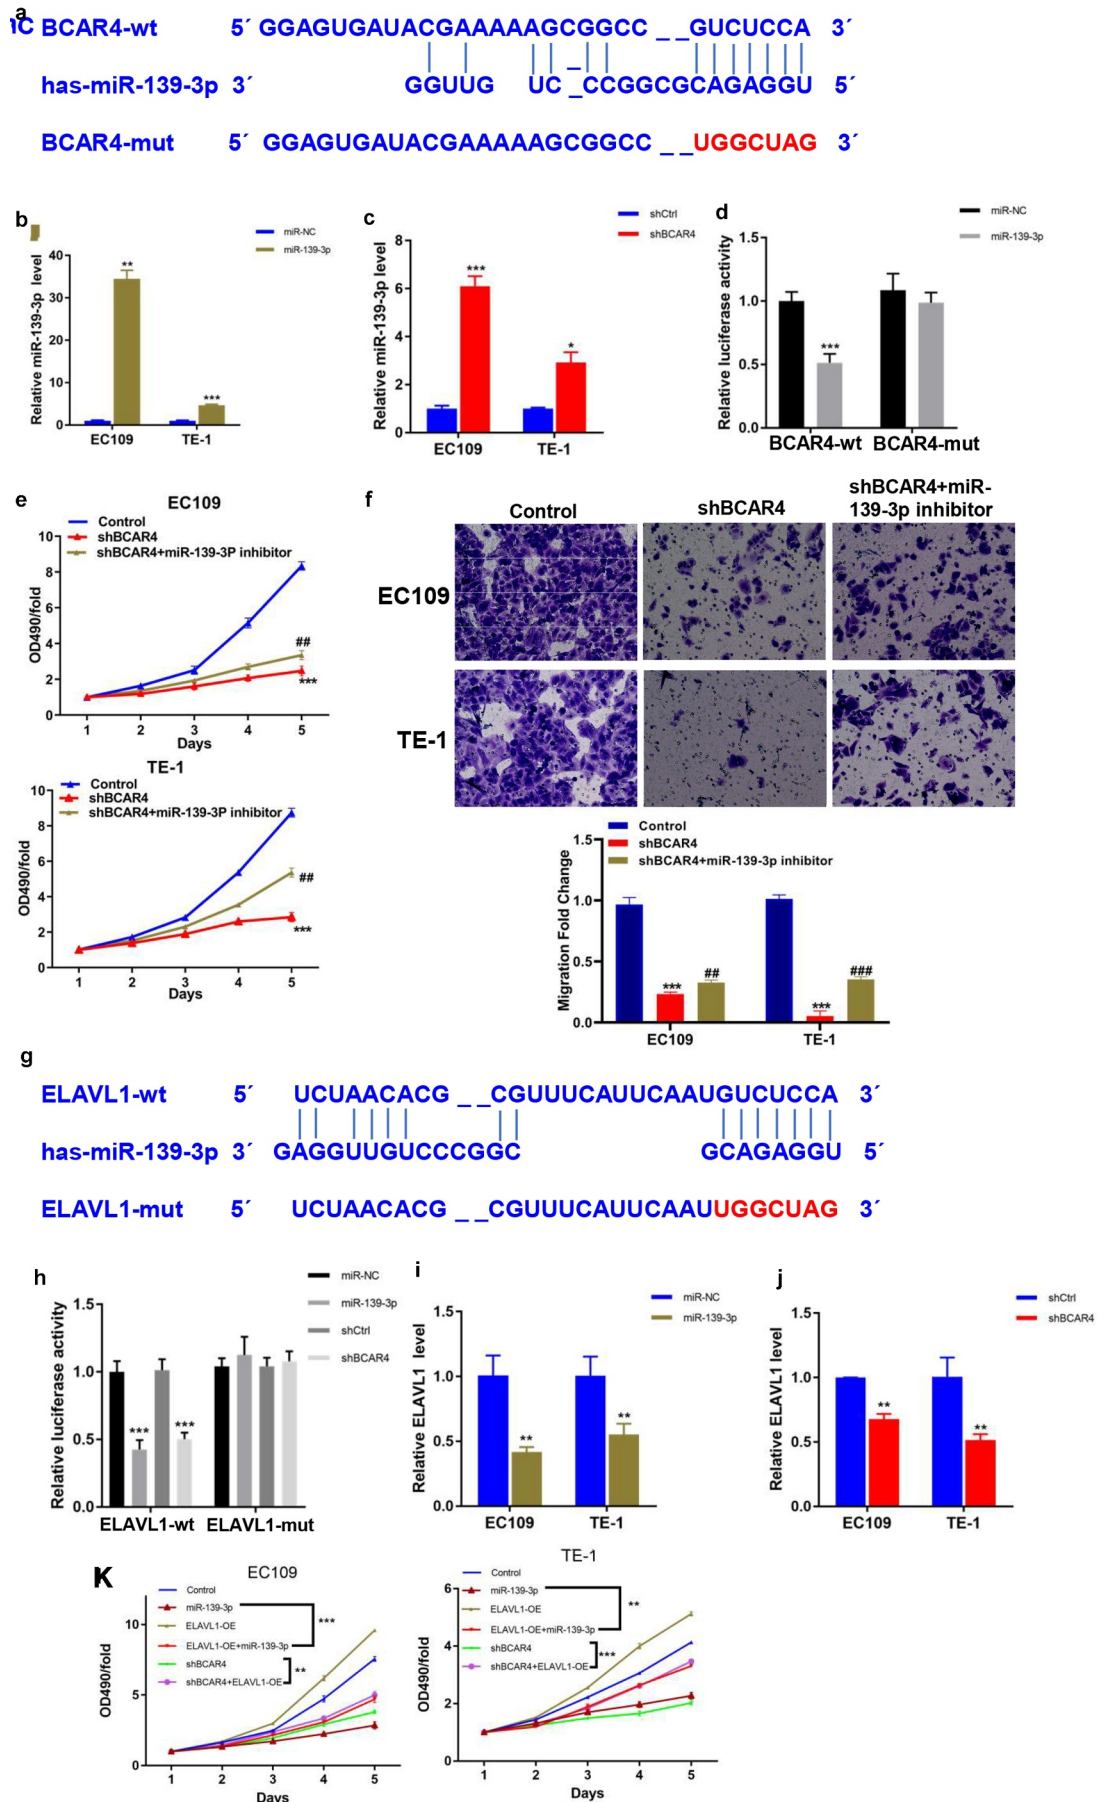 a
BCAR4-wt 5´ GGAGUGAUACGAAAAAGCGGCC _ _GUCUCCA 3´
has-miR-139-3p 3´ GGUUG UC _CCGGCGCAGAGGU 5´
BCAR4-mut 5´ GGAGUGAUACGAAAAAGCGGCC _ _UGGCUAG 3´
b
miR-NC
miR-139-3p
Relative miR-139-3p level
40
30
20
10
0
**
***
EC109 TE-1
c
shCtrl
shBCAR4
Relative miR-139-3p level
8
6
4
2
0
***
*
EC109 TE-1
d
miR-NC
miR-139-3p
Relative luciferase activity
1.5
1.0
0.5
0.0
***
BCAR4-wt BCAR4-mut
e
EC109
Control
shBCAR4
shBCAR4+miR-139-3P inhibitor
OD490/fold
10
8
6
4
2
0
##
***
1 2 3 4 5
Days
TE-1
Control
shBCAR4
shBCAR4+miR-139-3P inhibitor
OD490/fold
10
8
6
4
2
0
##
***
1 2 3 4 5
Days
f
Control shBCAR4 shBCAR4+miR-
139-3p inhibitor
EC109
TE-1
Control
shBCAR4
shBCAR4+miR-139-3p inhibitor
Migration Fold Change
1.5
1.0
0.5
0.0
*** ##
*** ###
EC109 TE-1
g
ELAVL1-wt 5´ UCUAACACG _ _CGUUUCAUUCAAUGUCUCCA 3´
has-miR-139-3p 3´ GAGGUUGUCCCGGC GCAGAGGU 5´
ELAVL1-mut 5´ UCUAACACG _ _CGUUUCAUUCAAUUGGCUAG 3´
h
miR-NC
miR-139-3p
shCtrl
shBCAR4
Relative luciferase activity
1.5
1.0
0.5
0.0
*** ***
ELAVL1-wt ELAVL1-mut
i
miR-NC
miR-139-3p
Relative ELAVL1 level
1.5
1.0
0.5
0.0
**
**
EC109 TE-1
j
shCtrl
shBCAR4
Relative ELAVL1 level
1.5
1.0
0.5
0.0
**
**
EC109 TE-1
K
EC109
Control
miR-139-3p
ELAVL1-OE
ELAVL1-OE+miR-139-3p
shBCAR4
shBCAR4+ELAVL1-OE
***
**
OD490/fold
10
5
0
1 2 3 4 5
Days
TE-1
Control
miR-139-3p
ELAVL1-OE
ELAVL1-OE+miR-139-3p
shBCAR4
shBCAR4+ELAVL1-OE
**
***
OD490/fold
6
4
2
0
1 2 3 4 5
Days